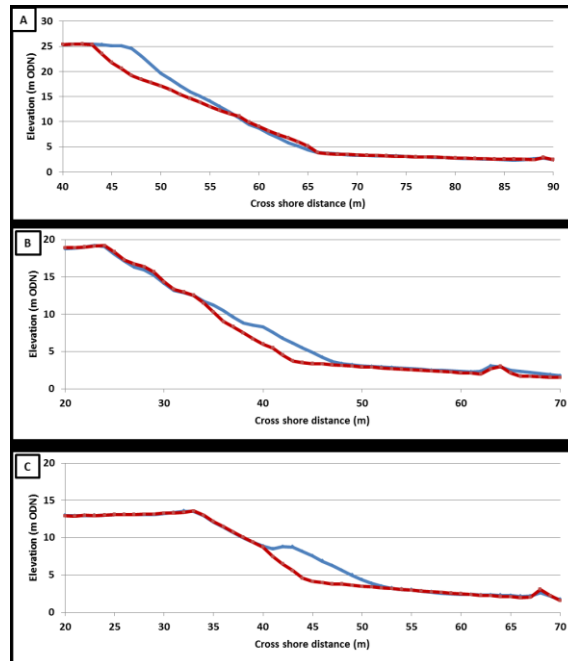 A
Elevation (m ODN)
30
25
20
15
10
5
0
40 45 50 55 60 65 70 75 80 85 90
Cross shore distance (m)
B
Elevation (m ODN)
20
15
10
5
0
20 30 40 50 60 70
Cross shore distance (m)
C
Elevation (m ODN)
20
15
10
5
0
20 25 30 35 40 45 50 55 60 65 70
Cross shore distance (m)